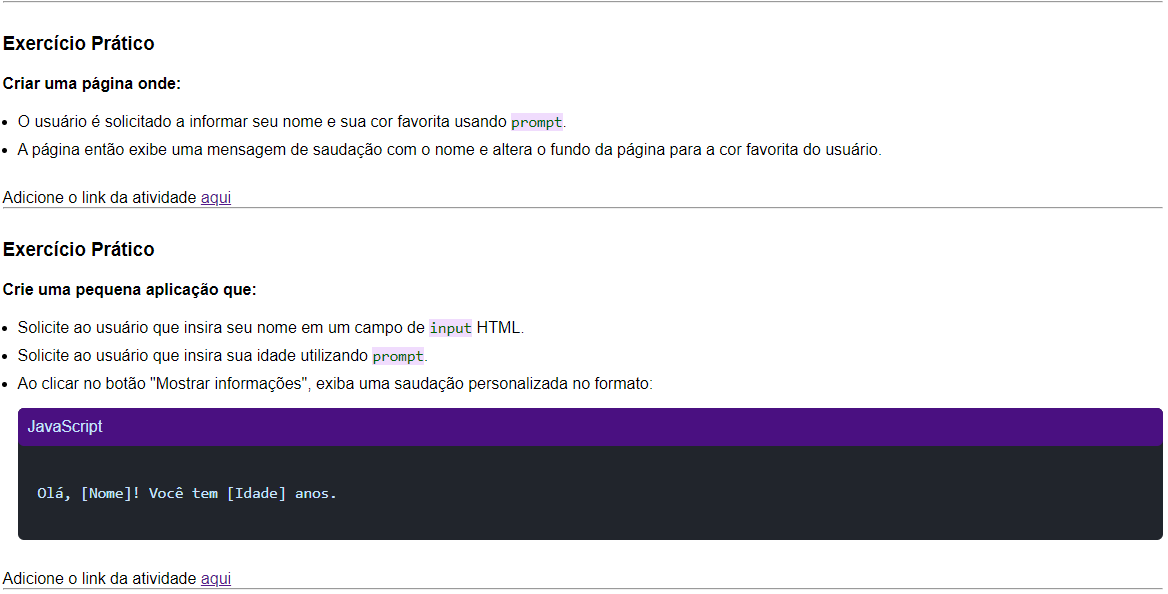 Exercício Prático
Criar uma página onde:
O usuário é solicitado a informar seu nome e sua cor favorita usando prompt.
A página então exibe uma mensagem de saudação com o nome e altera o fundo da página para a cor favorita do usuário.
Adicione o link da atividade aqui
Exercício Prático
Crie uma pequena aplicação que:
Solicite ao usuário que insira seu nome em um campo de input HTML.
Solicite ao usuário que insira sua idade utilizando prompt.
Ao clicar no botão "Mostrar informações", exiba uma saudação personalizada no formato:
JavaScript
Olá, [Nome]! Você tem [Idade] anos.
Adicione o link da atividade aqui